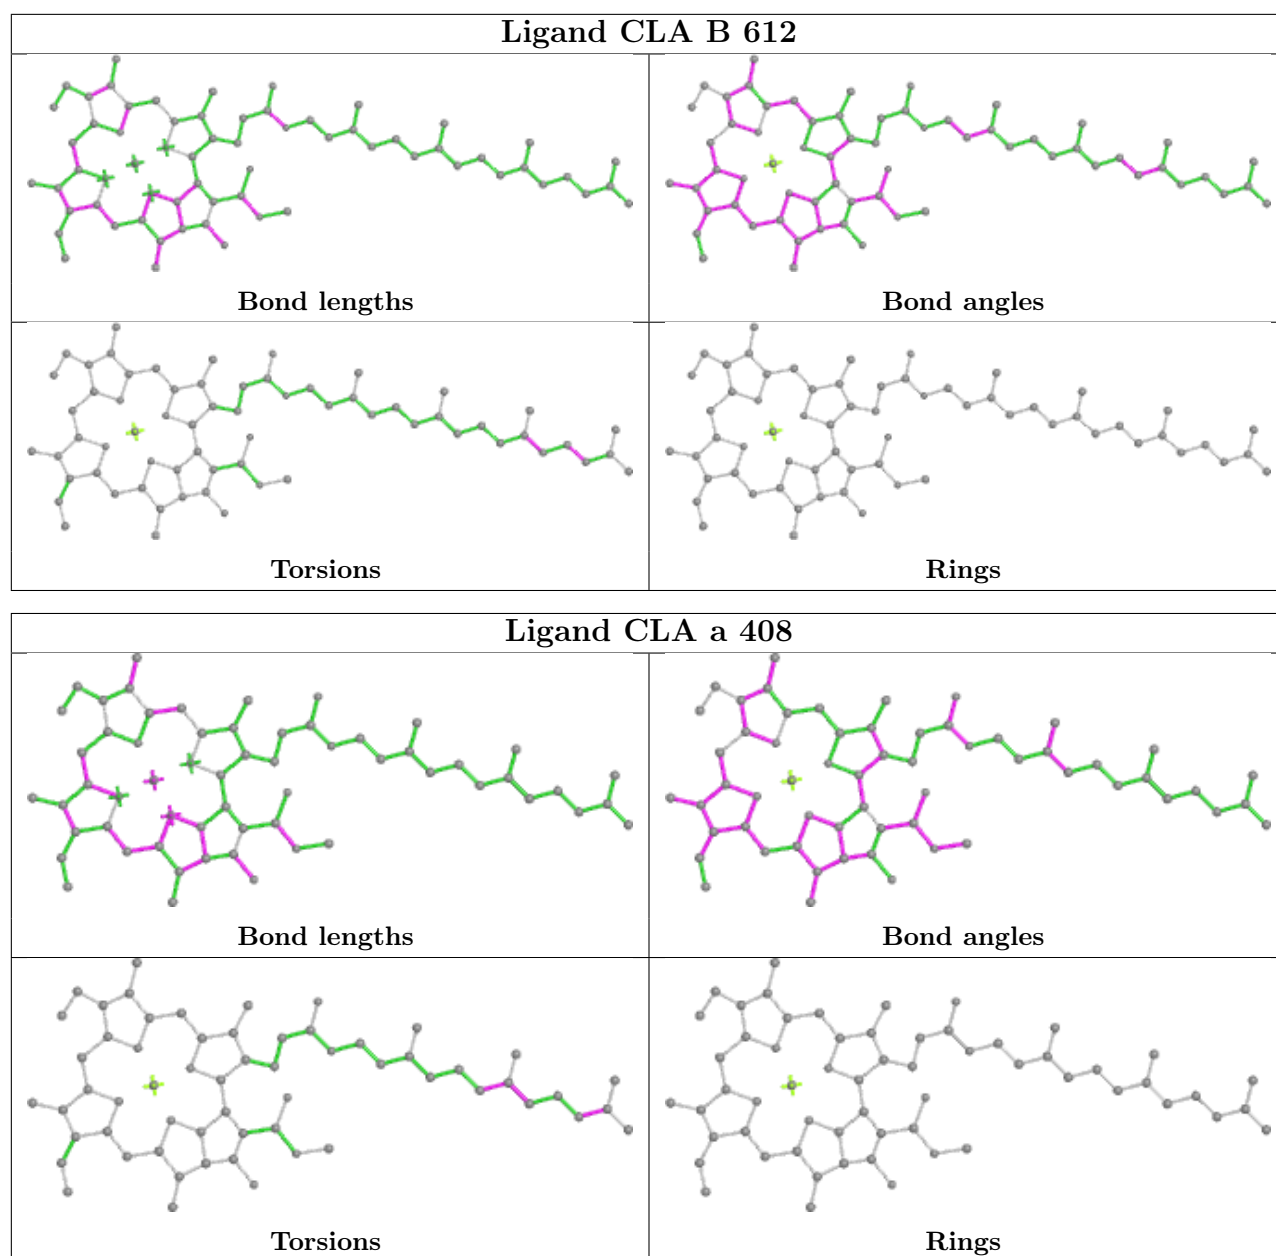 Ligand CLA B 612
Bond lengths
Bond angles
Torsions
Rings
Ligand CLA a 408
Bond lengths
Bond angles
Torsions
Rings